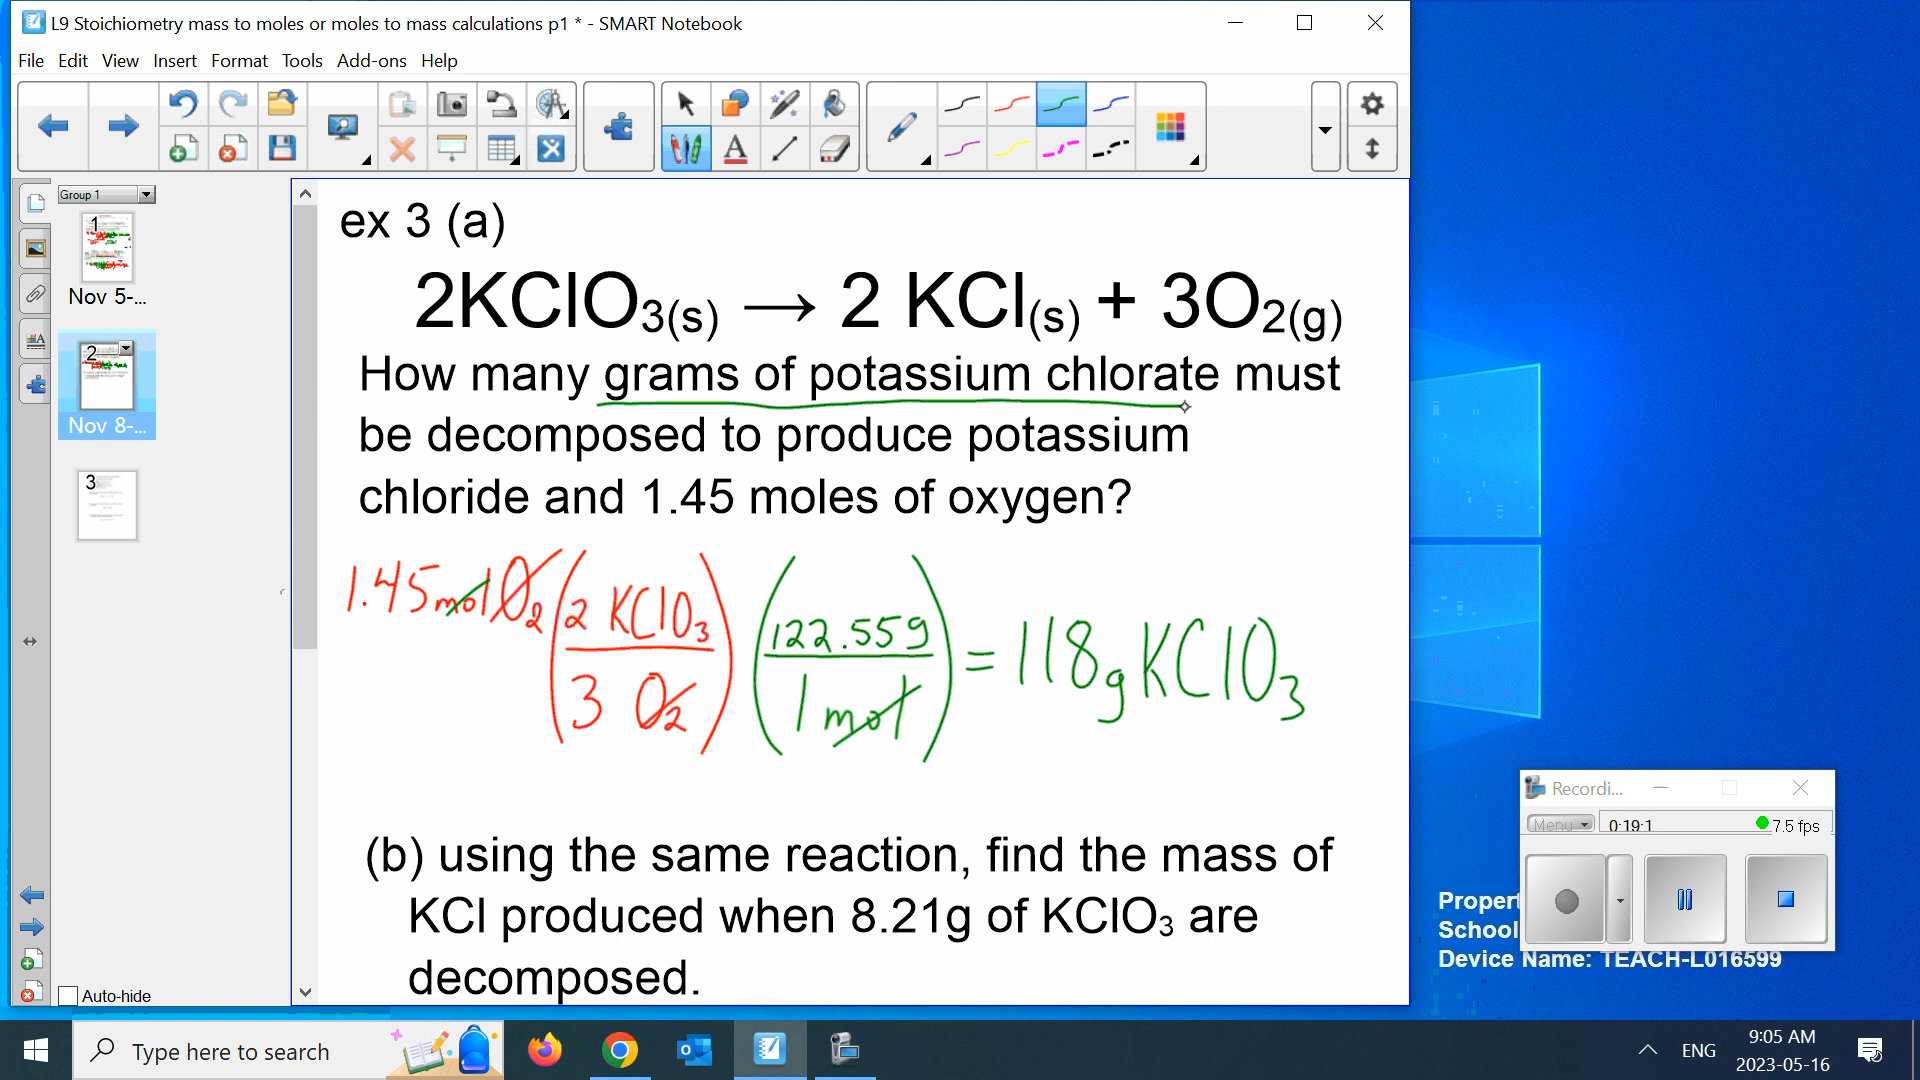 L9 Stoichiometry mass to moles or moles to mass calculations p1 * - SMART Notebook
File Edit View Insert Format Tools Add-ons Help
Group 1
1
Nov 5-...
2
Nov 8-...
3
Auto-hide
ex 3 (a)
2KClO3(s) → 2 KCl(s) + 3O2(g)
How many grams of potassium chlorate must
be decomposed to produce potassium
chloride and 1.45 moles of oxygen?
1.45 mol O2 (2 KClO3 / 3 O2) (122.55g / 1 mol) = 118g KClO3
(b) using the same reaction, find the mass of
KCl produced when 8.21g of KClO3 are
decomposed.
Recordi...
Menu 0:19:1 7.5 fps
Propert
School
Device Name: TEACH-L016599
Type here to search
ENG
9:05 AM
2023-05-16